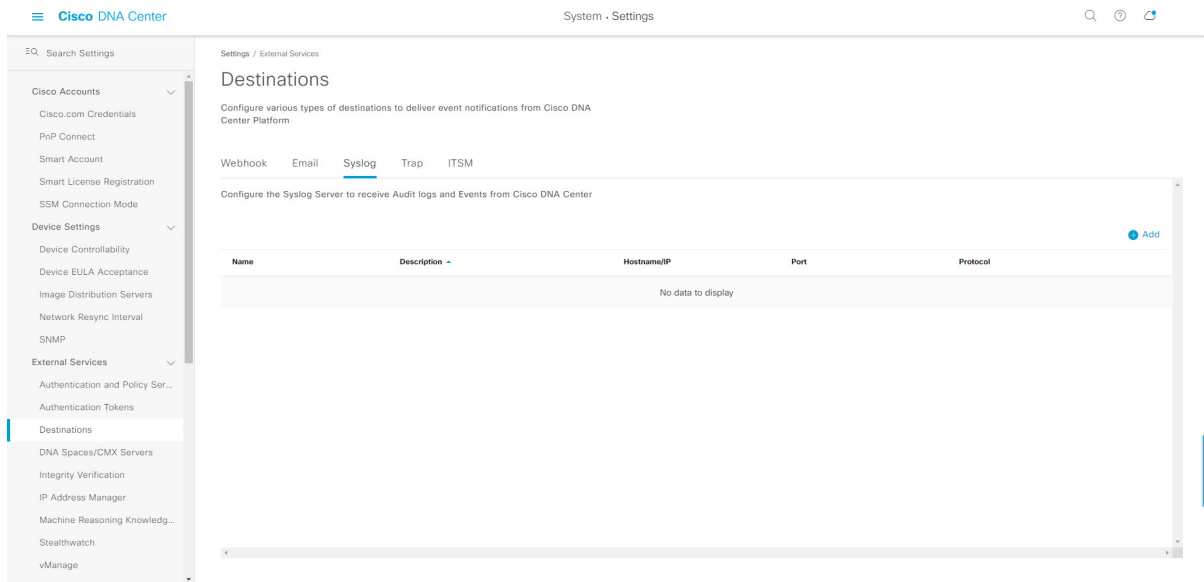 Cisco DNA Center
System · Settings
Search Settings
Cisco Accounts
Cisco.com Credentials
PnP Connect
Smart Account
Smart License Registration
SSM Connection Mode
Device Settings
Device Controllability
Device EULA Acceptance
Image Distribution Servers
Network Resync Interval
SNMP
External Services
Authentication and Policy Ser...
Authentication Tokens
Destinations
DNA Spaces/CMX Servers
Integrity Verification
IP Address Manager
Machine Reasoning Knowledg...
Stealthwatch
vManage
Settings / External Services
Destinations
Configure various types of destinations to deliver event notifications from Cisco DNA
Center Platform
Webhook Email Syslog Trap ITSM
Configure the Syslog Server to receive Audit logs and Events from Cisco DNA Center
Add
Name Description Hostname/IP Port Protocol
No data to display